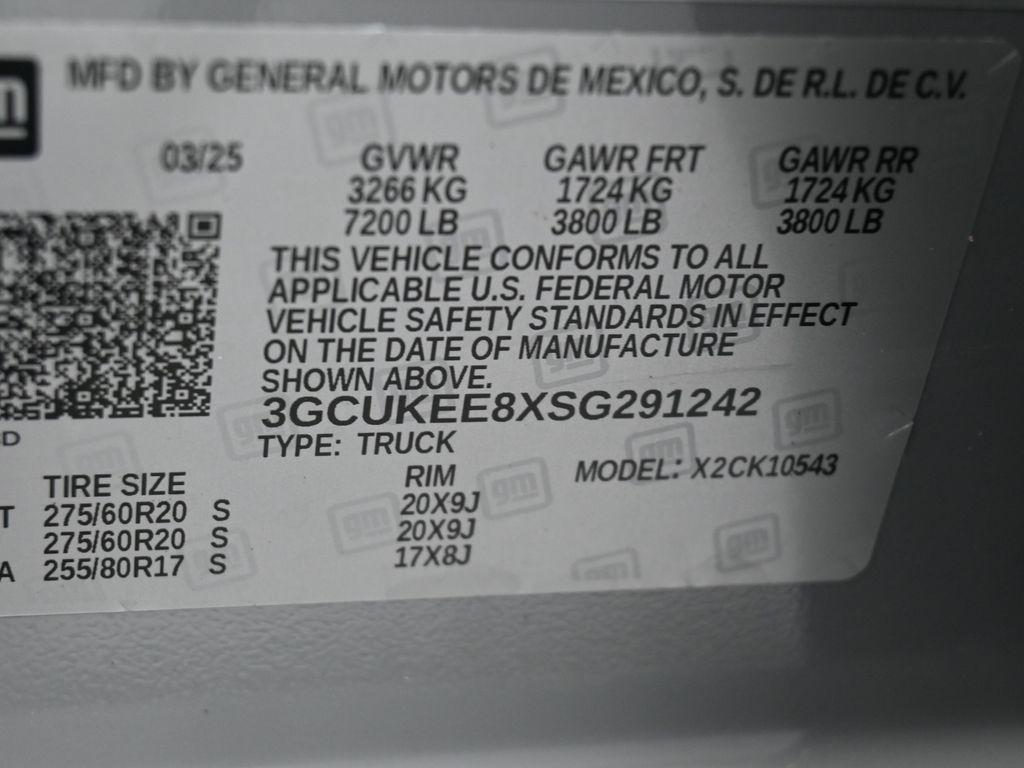 MFD BY GENERAL MOTORS DE MEXICO, S. DE R.L. DE C.V.
03/25 GVWR GAWR FRT GAWR RR
3266 KG 1724 KG 1724 KG
7200 LB 3800 LB 3800 LB
THIS VEHICLE CONFORMS TO ALL
APPLICABLE U.S. FEDERAL MOTOR
VEHICLE SAFETY STANDARDS IN EFFECT
ON THE DATE OF MANUFACTURE
SHOWN ABOVE.
3GCUKEE8XSG291242
TYPE: TRUCK
MODEL: X2CK10543
TIRE SIZE RIM
T 275/60R20 S 20X9J
275/60R20 S 20X9J
A 255/80R17 S 17X8J
gm